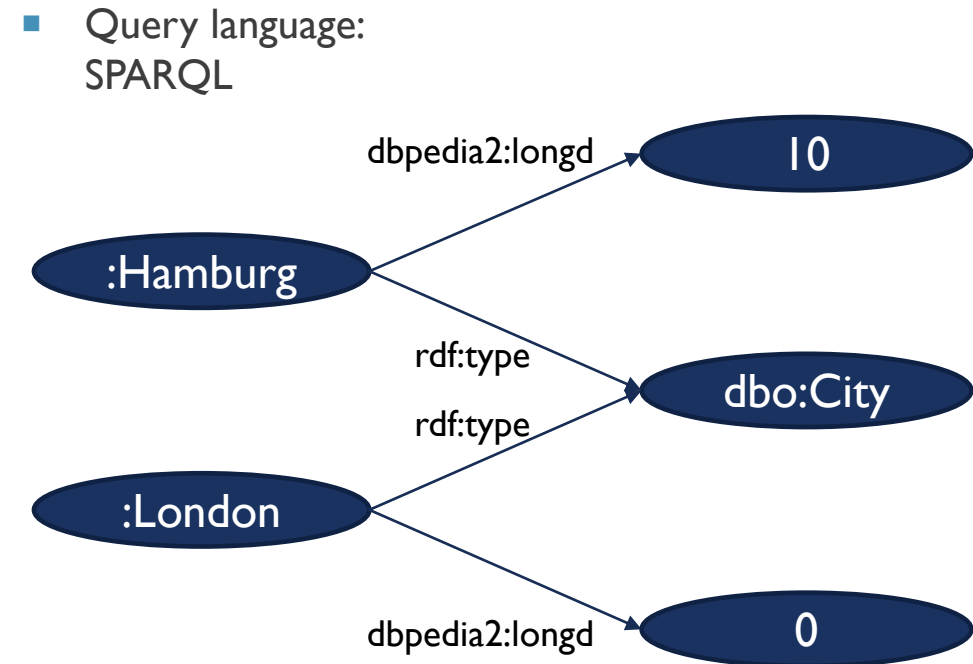 Query language:
SPARQL
dbpedia2:longd
10
:Hamburg
rdf:type
dbo:City
rdf:type
:London
dbpedia2:longd
0